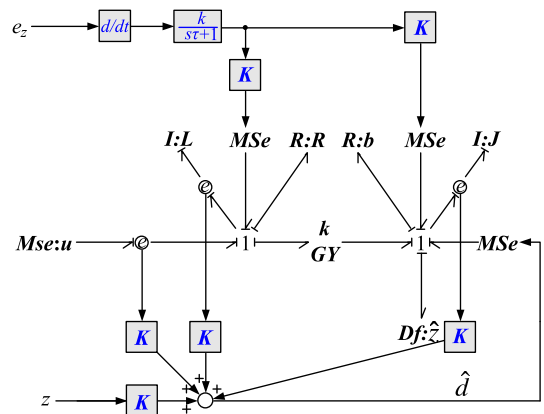 e_z d/dt k/sτ+1 K
K
I:L MSe R:R R:b MSe I:J
e e
Mse:u e 1 k GY 1 MSe
K K Df:ẑ K
+ + + +
z K d̂